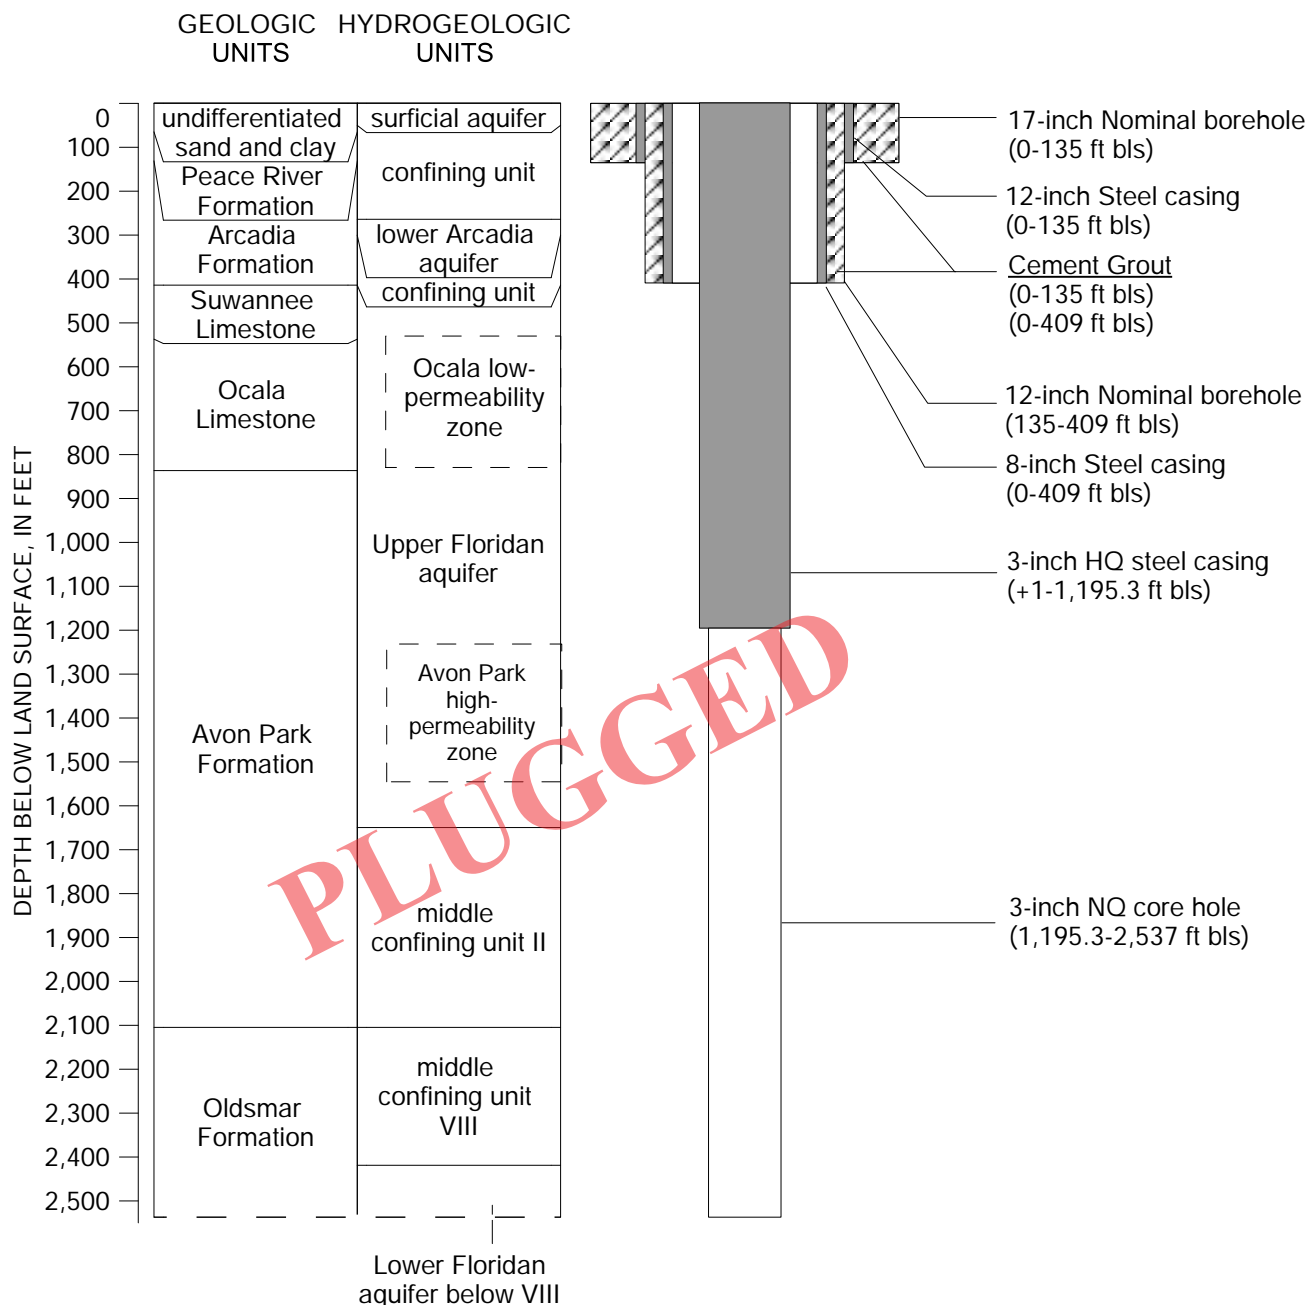 GEOLOGIC
UNITS
HYDROGEOLOGIC
UNITS
DEPTH BELOW LAND SURFACE, IN FEET
0
100
200
300
400
500
600
700
800
900
1,000
1,100
1,200
1,300
1,400
1,500
1,600
1,700
1,800
1,900
2,000
2,100
2,200
2,300
2,400
2,500
undifferentiated
sand and clay
Peace River
Formation
Arcadia
Formation
Suwannee
Limestone
Ocala
Limestone
Avon Park
Formation
Oldsmar
Formation
surficial aquifer
confining unit
lower Arcadia
aquifer
confining unit
Ocala low-
permeability
zone
Upper Floridan
aquifer
Avon Park
high-
permeability
zone
middle
confining unit II
middle
confining unit
VIII
Lower Floridan
aquifer below VIII
17-inch Nominal borehole
(0-135 ft bls)
12-inch Steel casing
(0-135 ft bls)
Cement Grout
(0-135 ft bls)
(0-409 ft bls)
12-inch Nominal borehole
(135-409 ft bls)
8-inch Steel casing
(0-409 ft bls)
3-inch HQ steel casing
(+1-1,195.3 ft bls)
3-inch NQ core hole
(1,195.3-2,537 ft bls)
PLUGGED